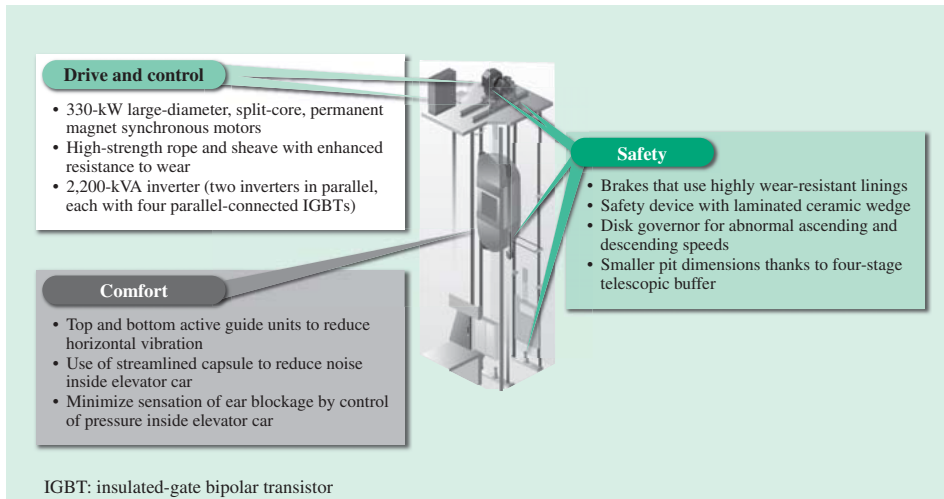 Drive and control
• 330-kW large-diameter, split-core, permanent
magnet synchronous motors
• High-strength rope and sheave with enhanced
resistance to wear
• 2,200-kVA inverter (two inverters in parallel,
each with four parallel-connected IGBTs)
Safety
• Brakes that use highly wear-resistant linings
• Safety device with laminated ceramic wedge
• Disk governor for abnormal ascending and
descending speeds
• Smaller pit dimensions thanks to four-stage
telescopic buffer
Comfort
• Top and bottom active guide units to reduce
horizontal vibration
• Use of streamlined capsule to reduce noise
inside elevator car
• Minimize sensation of ear blockage by control
of pressure inside elevator car
IGBT: insulated-gate bipolar transistor